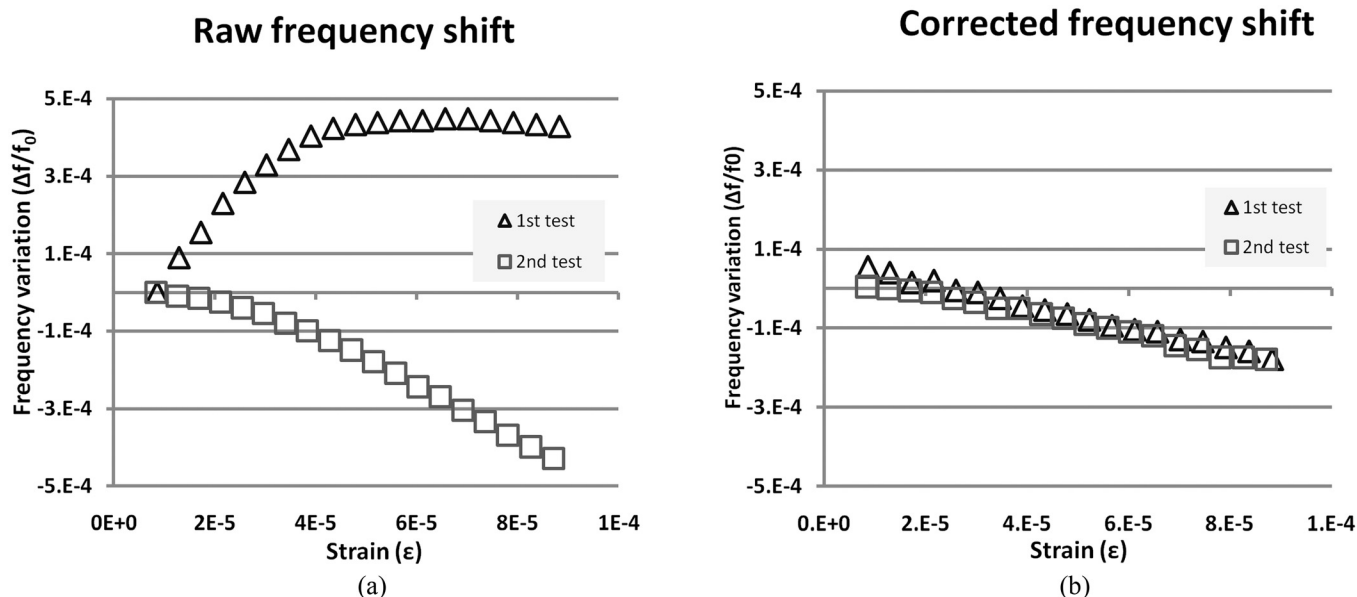 Raw frequency shift
Frequency variation (Δf/f₀)
5.E-4
3.E-4
1.E-4
-1.E-4
-3.E-4
-5.E-4
1st test
2nd test
0E+0 2E-5 4E-5 6E-5 8E-5 1E-4
Strain (ε)
(a)
Corrected frequency shift
Frequency variation (Δf/f0)
5.E-4
3.E-4
1.E-4
-1.E-4
-3.E-4
-5.E-4
1st test
2nd test
0.E+0 2.E-5 4.E-5 6.E-5 8.E-5 1.E-4
Strain (ε)
(b)